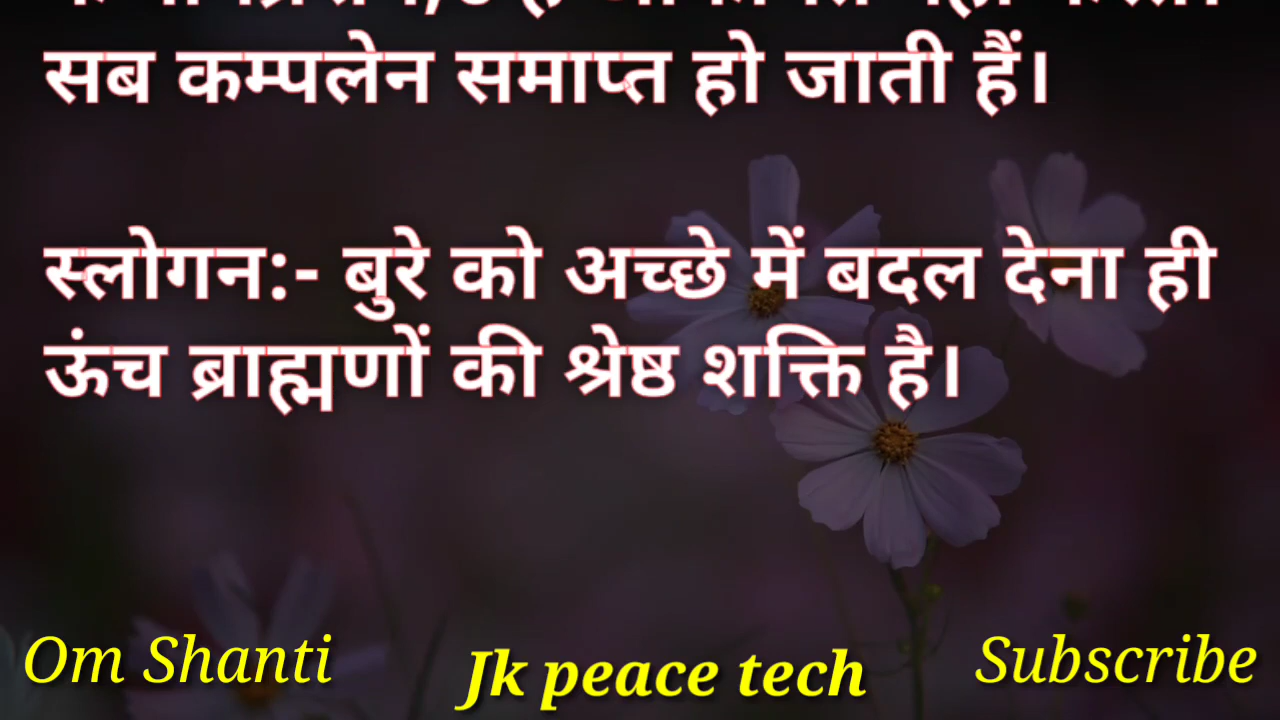 सब कम्पलेन समाप्त हो जाती हैं।
स्लोगन:- बुरे को अच्छे में बदल देना ही
ऊंच ब्राह्मणों की श्रेष्ठ शक्ति है।
Om Shanti
Jk peace tech
Subscribe